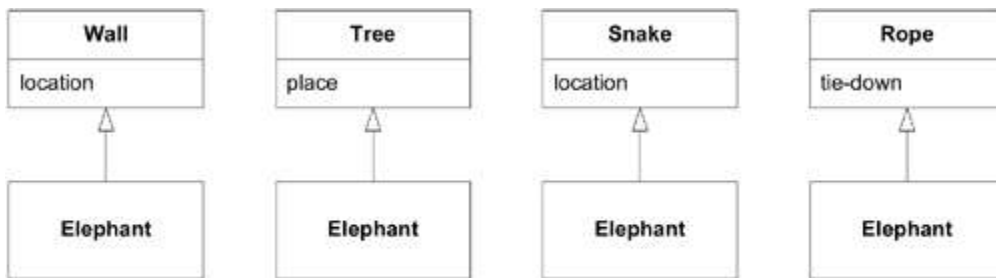 Wall
location
Elephant
Tree
place
Elephant
Snake
location
Elephant
Rope
tie-down
Elephant